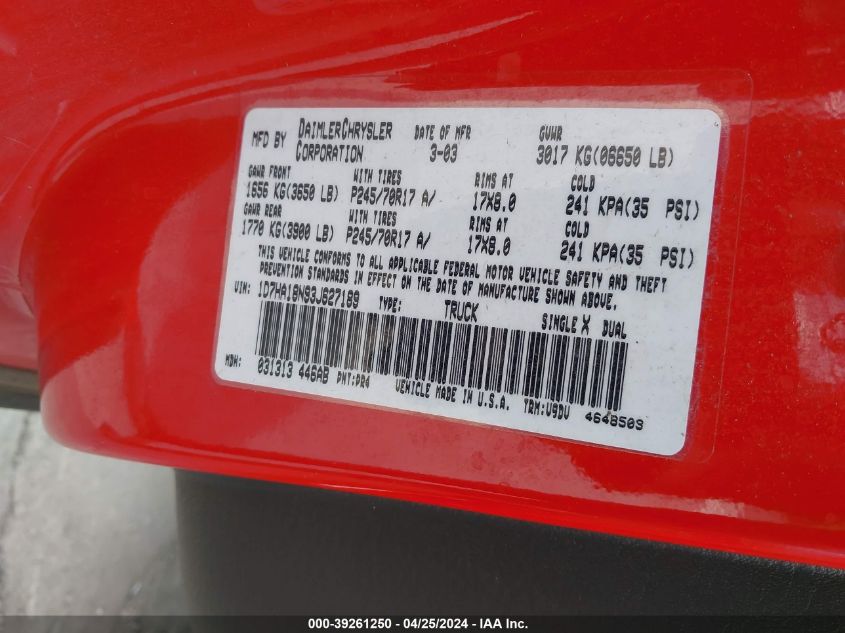 MFD BY DAIMLERCHRYSLER CORPORATION DATE OF MFR 3-03 GVWR 3017 KG(06650 LB)
GAWR FRONT WITH TIRES RIMS AT COLD
1656 KG(3650 LB) P245/70R17 A/ 17X8.0 241 KPA(35 PSI)
GAWR REAR WITH TIRES RIMS AT COLD
1770 KG(3900 LB) P245/70R17 A/ 17X8.0 241 KPA(35 PSI)
THIS VEHICLE CONFORMS TO ALL APPLICABLE FEDERAL MOTOR VEHICLE SAFETY AND THEFT
PREVENTION STANDARDS IN EFFECT ON THE DATE OF MANUFACTURE SHOWN ABOVE.
VIN: 1D7HA18N93J627189 TYPE: TRUCK SINGLE X DUAL
MDH: 031313 446AB PNT:PR4 VEHICLE MADE IN U.S.A. TRM:V9DV 4648503
000-39261250 - 04/25/2024 - IAA Inc.